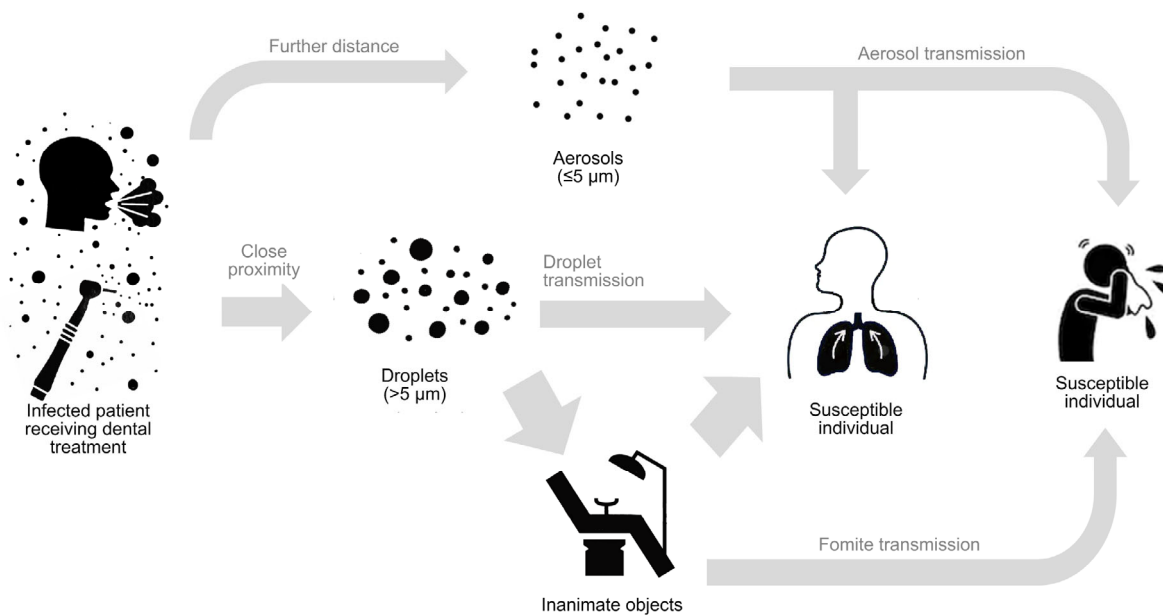 Further distance
Aerosol transmission
Aerosols
(≤5 μm)
Close
proximity
Droplet
transmission
Droplets
(>5 μm)
Infected patient
receiving dental
treatment
Susceptible
individual
Susceptible
individual
Fomite transmission
Inanimate objects